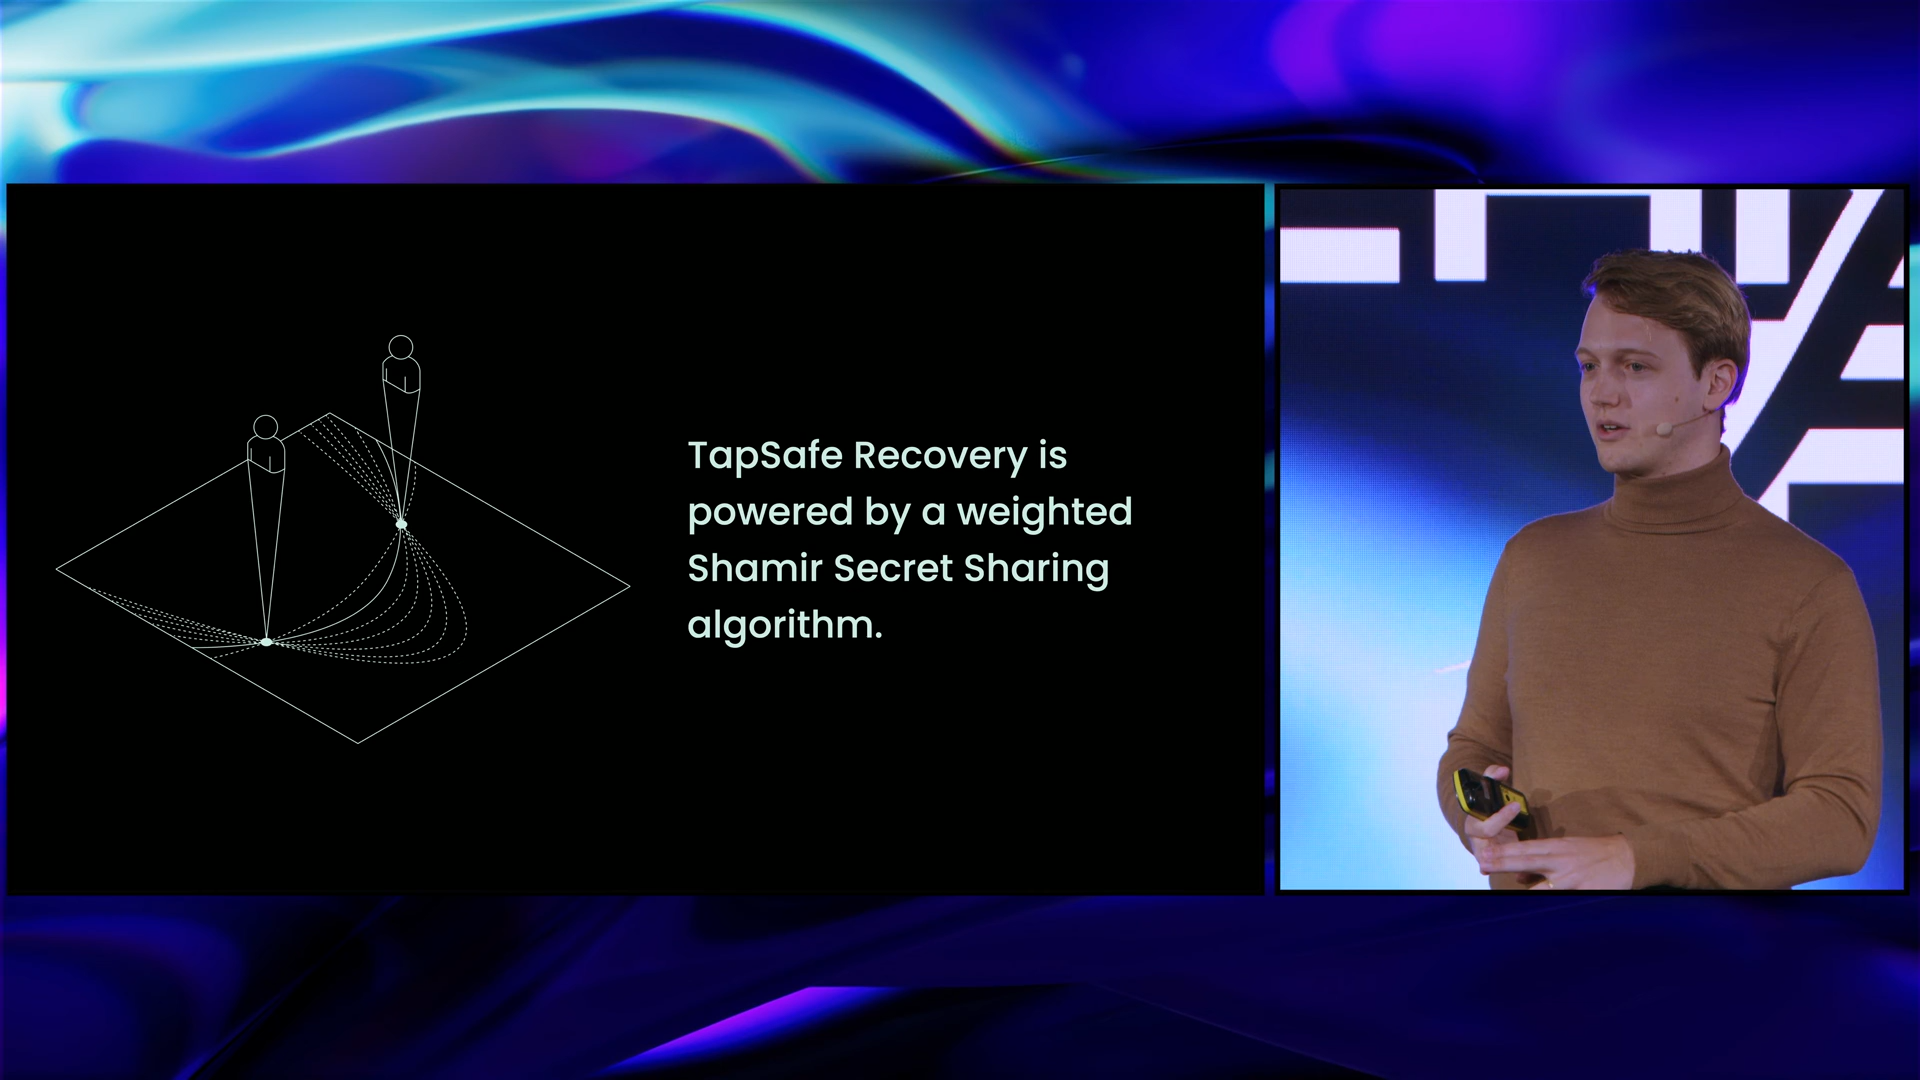 TapSafe Recovery is
powered by a weighted
Shamir Secret Sharing
algorithm.